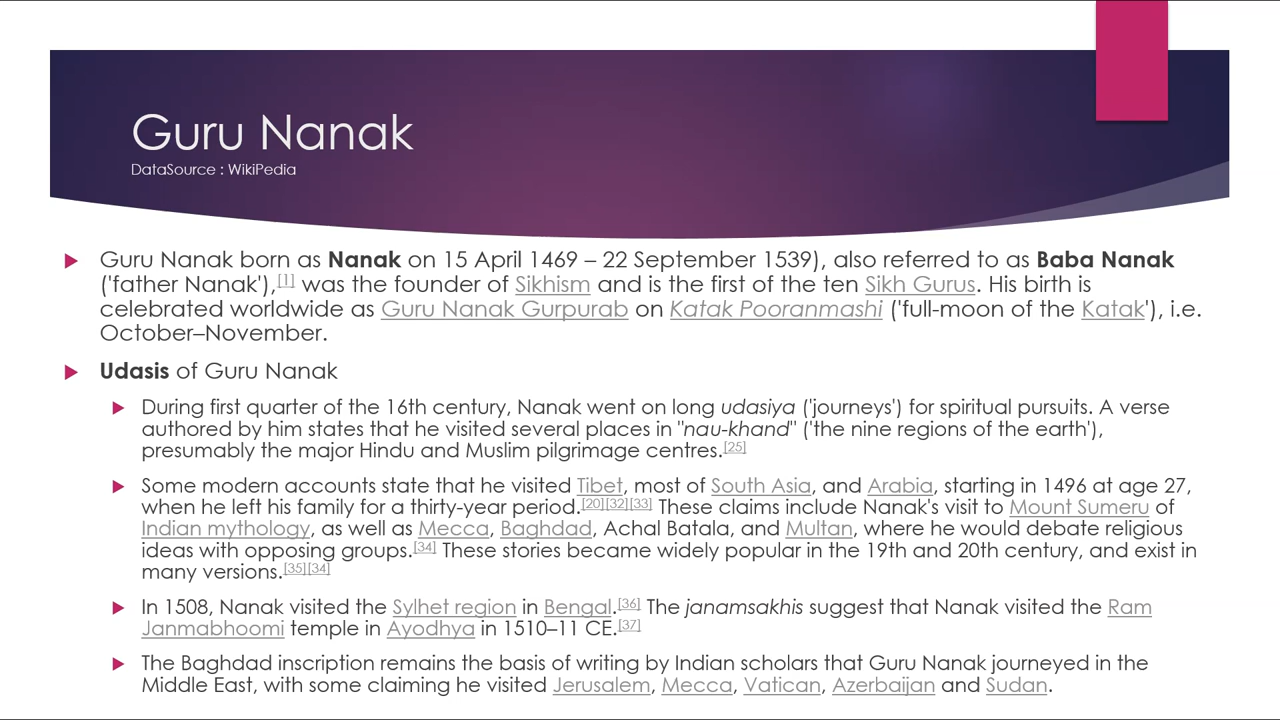 Guru Nanak
DataSource : WikiPedia
Guru Nanak born as Nanak on 15 April 1469 – 22 September 1539), also referred to as Baba Nanak
('father Nanak'),[1] was the founder of Sikhism and is the first of the ten Sikh Gurus. His birth is
celebrated worldwide as Guru Nanak Gurpurab on Katak Pooranmashi ('full-moon of the Katak'), i.e.
October–November.
Udasis of Guru Nanak
During first quarter of the 16th century, Nanak went on long udasiya ('journeys') for spiritual pursuits. A verse
authored by him states that he visited several places in "nau-khand" ('the nine regions of the earth'),
presumably the major Hindu and Muslim pilgrimage centres.[25]
Some modern accounts state that he visited Tibet, most of South Asia, and Arabia, starting in 1496 at age 27,
when he left his family for a thirty-year period.[20][32][33] These claims include Nanak's visit to Mount Sumeru of
Indian mythology, as well as Mecca, Baghdad, Achal Batala, and Multan, where he would debate religious
ideas with opposing groups.[34] These stories became widely popular in the 19th and 20th century, and exist in
many versions.[35][34]
In 1508, Nanak visited the Sylhet region in Bengal.[36] The janamsakhis suggest that Nanak visited the Ram
Janmabhoomi temple in Ayodhya in 1510–11 CE.[37]
The Baghdad inscription remains the basis of writing by Indian scholars that Guru Nanak journeyed in the
Middle East, with some claiming he visited Jerusalem, Mecca, Vatican, Azerbaijan and Sudan.